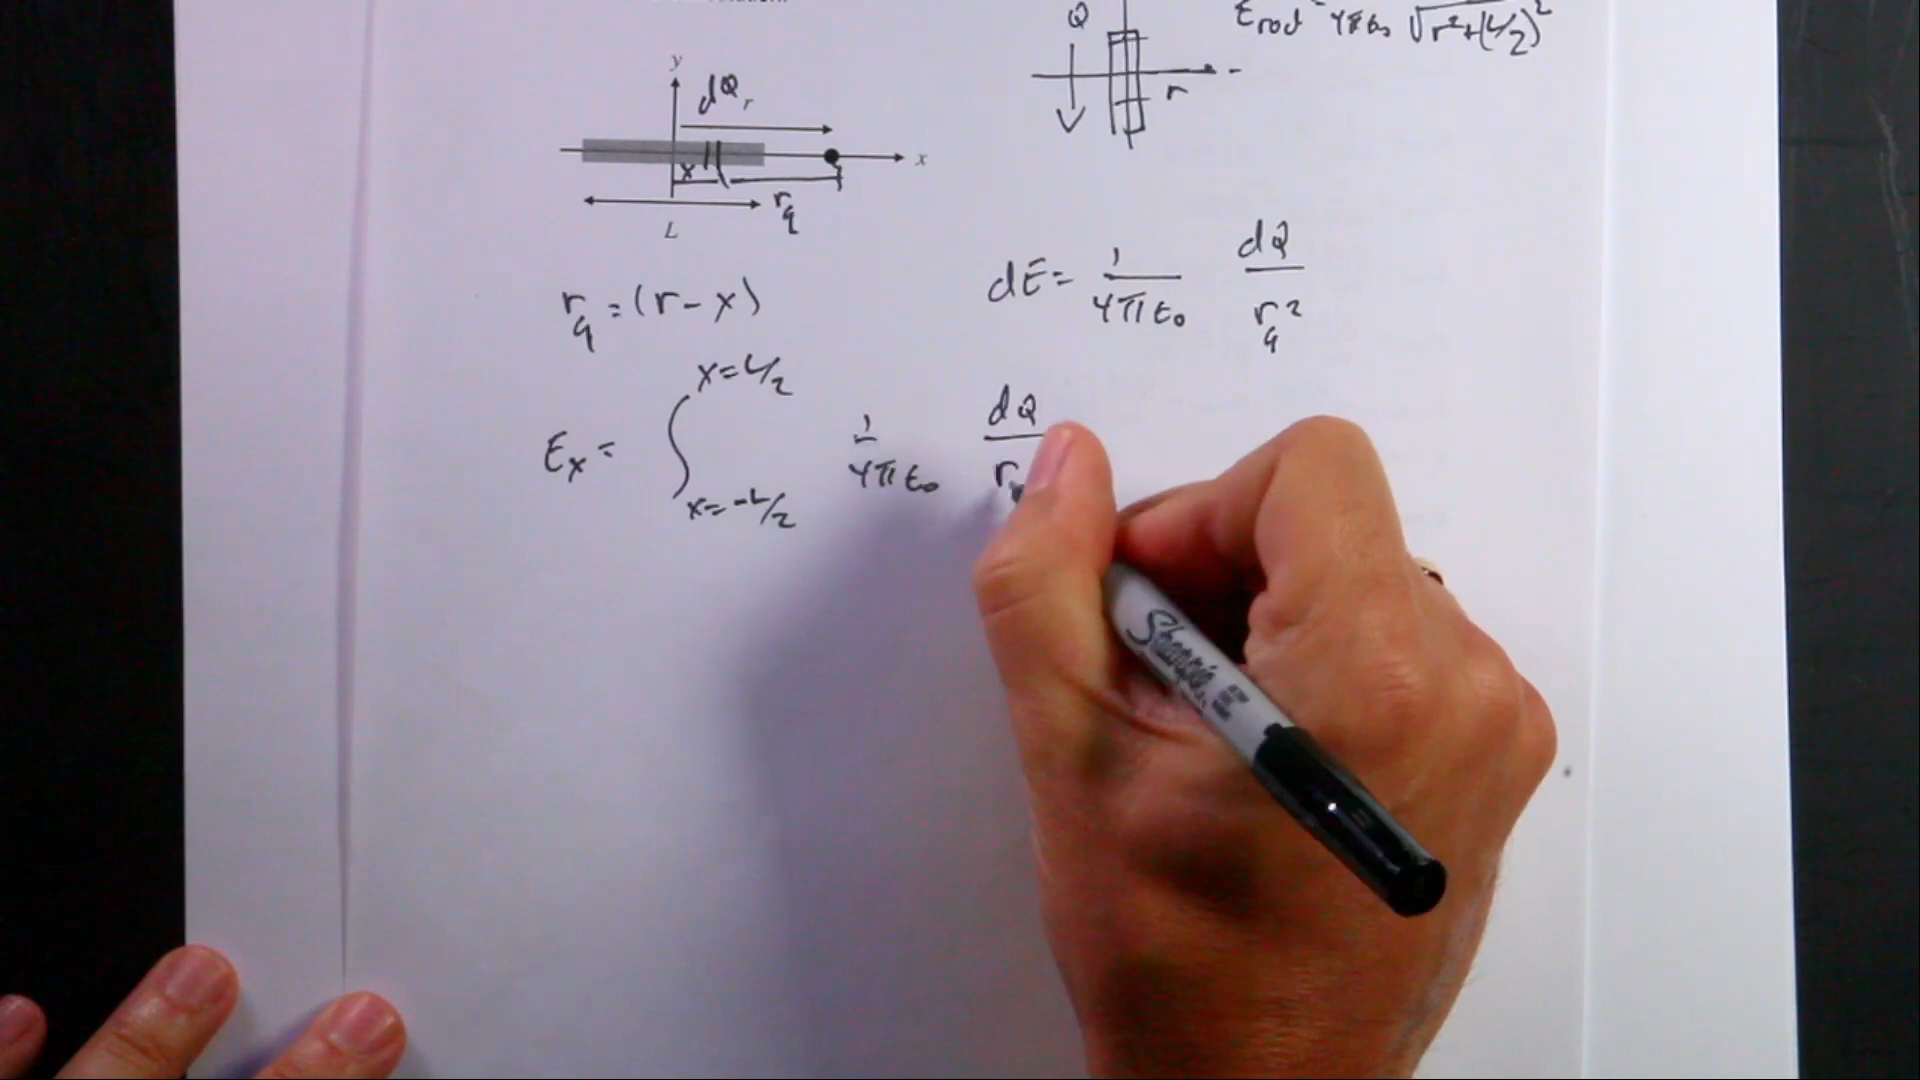 Q
E_rod = 1/4πε₀ √r²+(L/2)²
y
dQ
r
r
x
x
r_q
L
dQ
dE = 1/4πε₀ r_q²
r_q = (r - x)
x = L/2
dQ
E_x = ∫ 1/4πε₀ r
x = -L/2
Sharpie